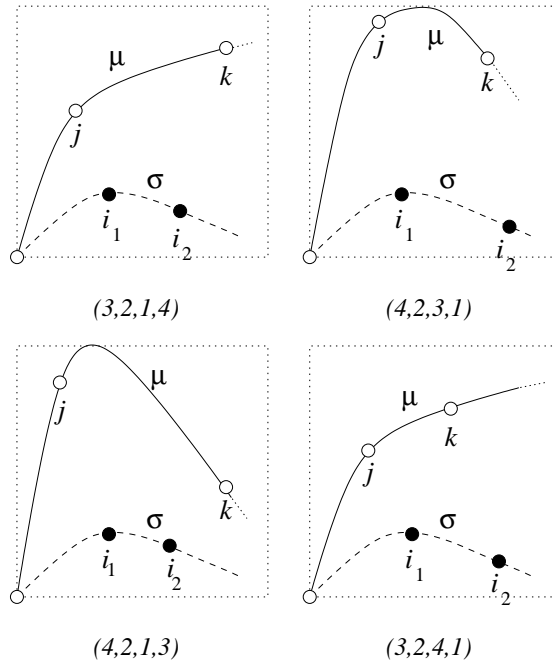 μ
k
j
σ
i₁
i₂
(3,2,1,4)
j
μ
k
σ
i₁
i₂
(4,2,3,1)
μ
j
k
σ
i₁
i₂
(4,2,1,3)
μ
k
j
σ
i₁
i₂
(3,2,4,1)